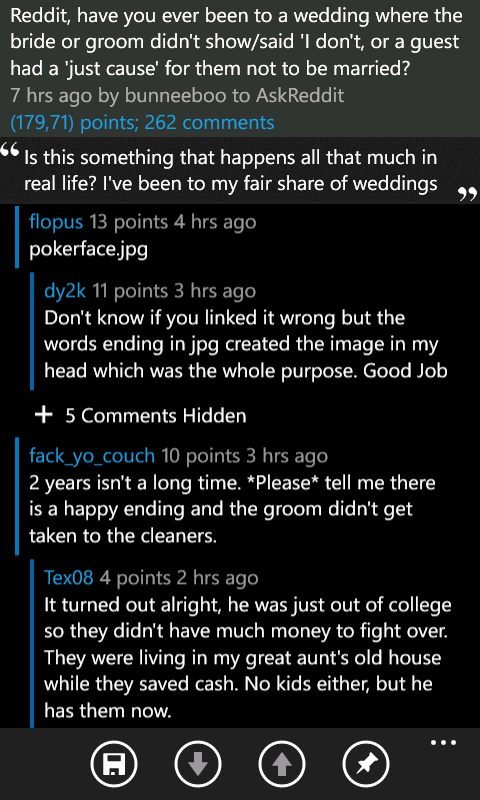 Reddit, have you ever been to a wedding where the
bride or groom didn't show/said 'I don't, or a guest
had a 'just cause' for them not to be married?
7 hrs ago by bunneeboo to AskReddit
(179,71) points; 262 comments
“ Is this something that happens all that much in
real life? I've been to my fair share of weddings ”
flopus 13 points 4 hrs ago
pokerface.jpg
dy2k 11 points 3 hrs ago
Don't know if you linked it wrong but the
words ending in jpg created the image in my
head which was the whole purpose. Good Job
+ 5 Comments Hidden
fack_yo_couch 10 points 3 hrs ago
2 years isn't a long time. *Please* tell me there
is a happy ending and the groom didn't get
taken to the cleaners.
Tex08 4 points 2 hrs ago
It turned out alright, he was just out of college
so they didn't have much money to fight over.
They were living in my great aunt's old house
while they saved cash. No kids either, but he
has them now.